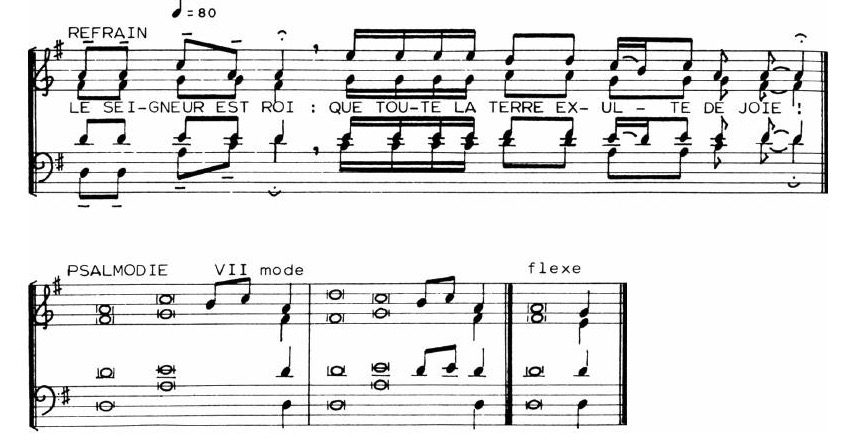 = 80
REFRAIN
LE SEI-GNEUR EST ROI : QUE TOU-TE LA TERRE EX- UL - TE DE JOIE !
PSALMODIE VII mode flexe